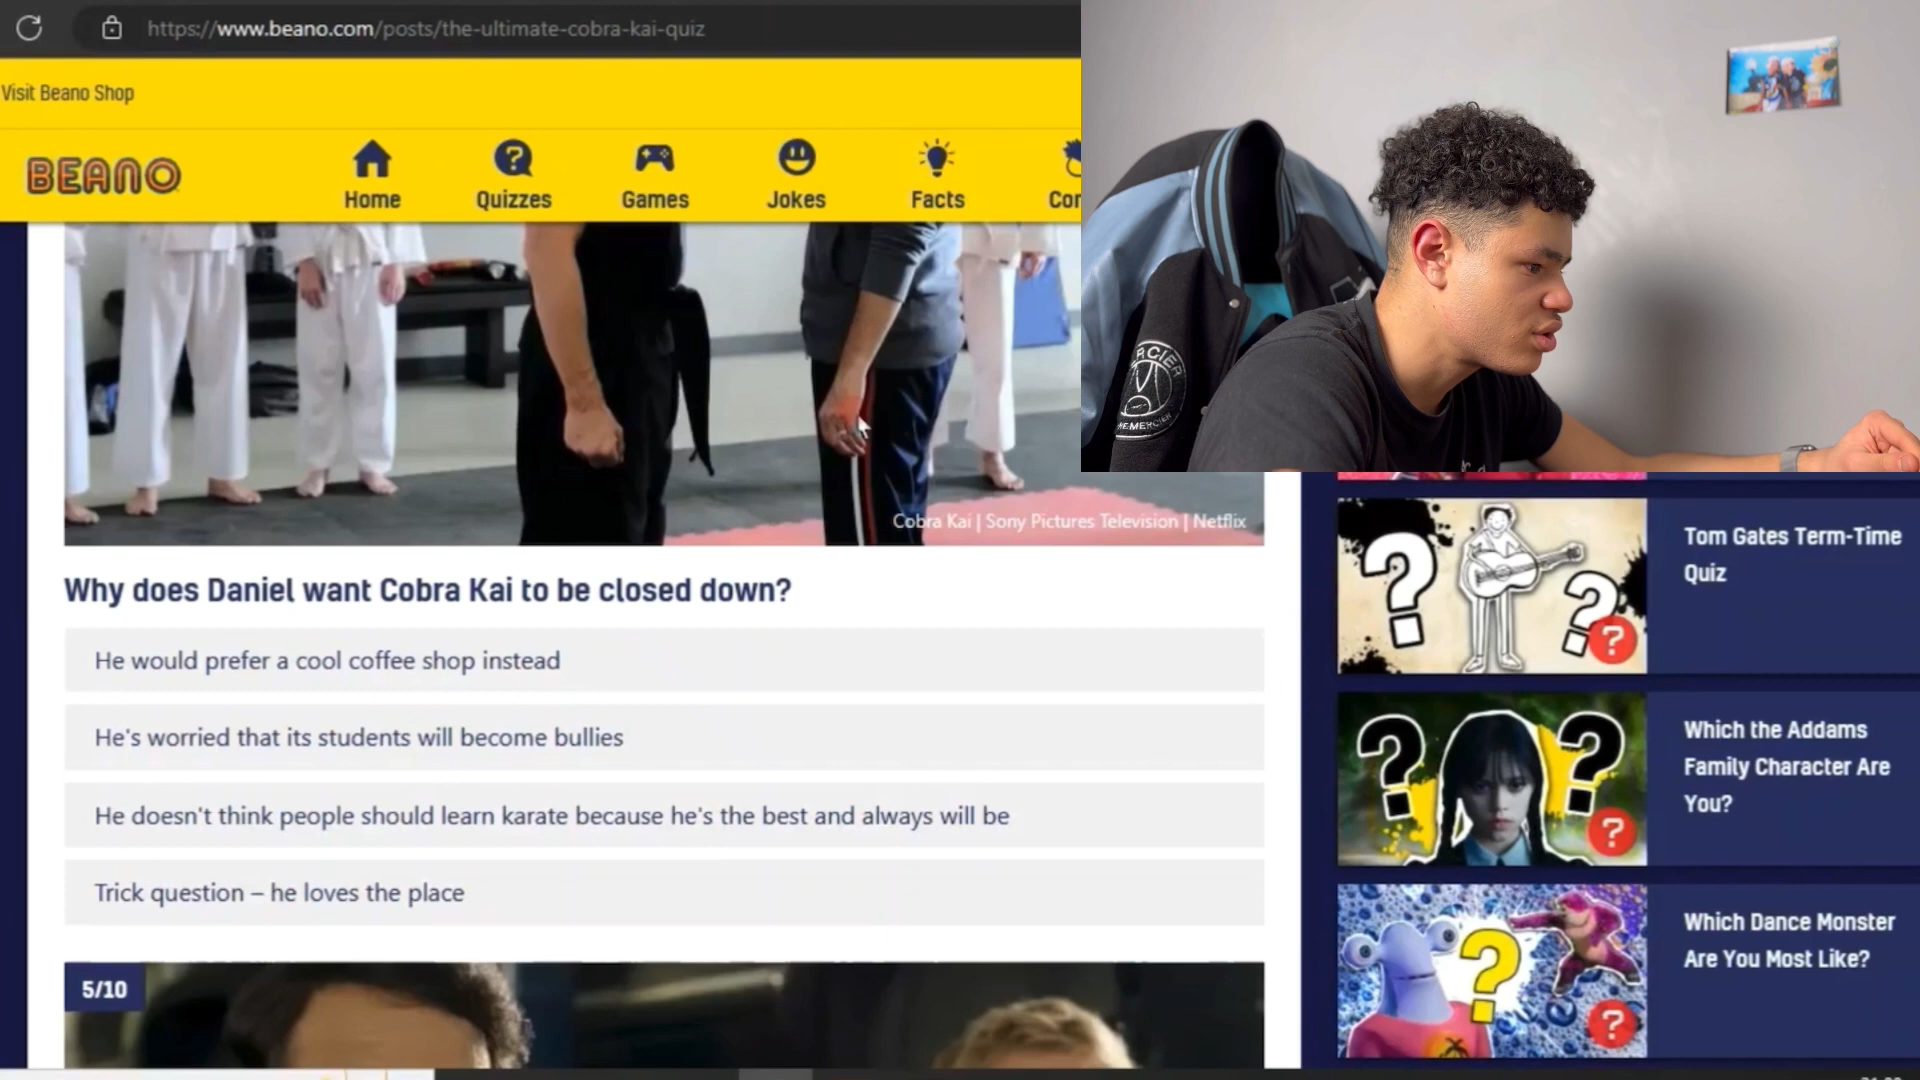 https://www.beano.com/posts/the-ultimate-cobra-kai-quiz
Visit Beano Shop
BEANO
Home
Quizzes
Games
Jokes
Facts
Cobra Kai | Sony Pictures Television | Netflix
Why does Daniel want Cobra Kai to be closed down?
He would prefer a cool coffee shop instead
He's worried that its students will become bullies
He doesn't think people should learn karate because he's the best and always will be
Trick question – he loves the place
5/10
Tom Gates Term-Time
Quiz
Which the Addams
Family Character Are
You?
Which Dance Monster
Are You Most Like?